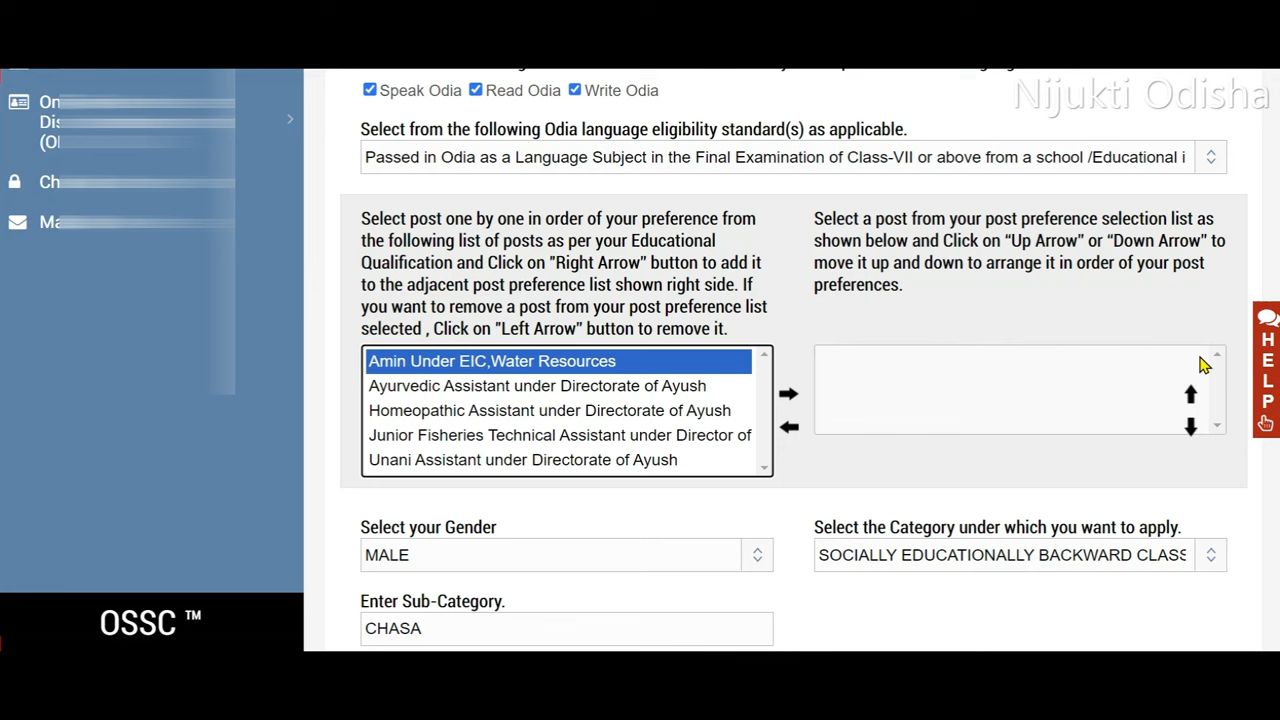 Nijukti Odisha
On
Dis
(Ol
Ch
Ma
Speak Odia Read Odia Write Odia
Select from the following Odia language eligibility standard(s) as applicable.
Passed in Odia as a Language Subject in the Final Examination of Class-VII or above from a school /Educational i
Select post one by one in order of your preference from
the following list of posts as per your Educational
Qualification and Click on "Right Arrow" button to add it
to the adjacent post preference list shown right side. If
you want to remove a post from your post preference list
selected , Click on "Left Arrow" button to remove it.
Select a post from your post preference selection list as
shown below and Click on “Up Arrow” or “Down Arrow” to
move it up and down to arrange it in order of your post
preferences.
Amin Under EIC,Water Resources
Ayurvedic Assistant under Directorate of Ayush
Homeopathic Assistant under Directorate of Ayush
Junior Fisheries Technical Assistant under Director of
Unani Assistant under Directorate of Ayush
HELP
Select your Gender
MALE
Select the Category under which you want to apply.
SOCIALLY EDUCATIONALLY BACKWARD CLASS
Enter Sub-Category.
CHASA
OSSC ™